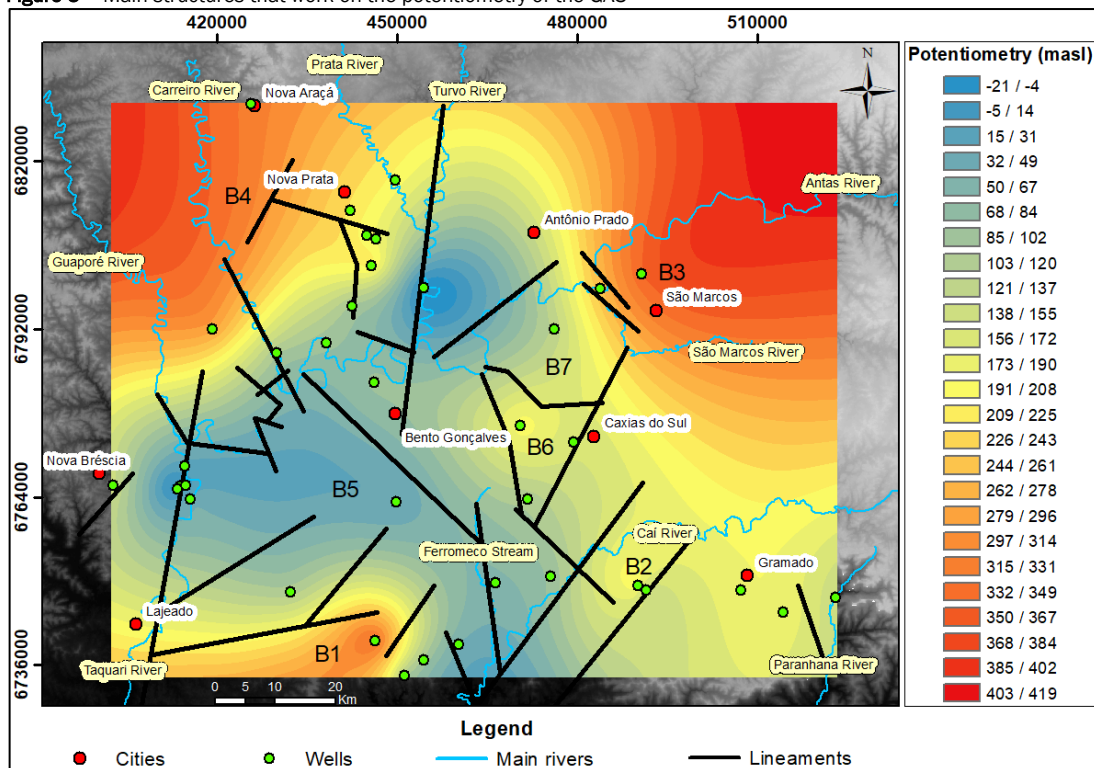 Figure 8 – Main structures that work on the potentiometry of the GAS
420000 450000 480000 510000
Prata River
N
Carreiro River
Nova Araçá
Turvo River
6820000
Nova Prata
Antas River
B4
Antônio Prado
Guaporé River
B3
São Marcos
6792000
São Marcos River
B7
Bento Gonçalves
Caxias do Sul
B6
Nova Bréscia
B5
6764000
Caí River
Ferromeco Stream
B2
Gramado
Lajeado
B1
6736000
Taquari River
Paranhana River
0 5 10 20
Km
Potentiometry (masl)
-21 / -4
-5 / 14
15 / 31
32 / 49
50 / 67
68 / 84
85 / 102
103 / 120
121 / 137
138 / 155
156 / 172
173 / 190
191 / 208
209 / 225
226 / 243
244 / 261
262 / 278
279 / 296
297 / 314
315 / 331
332 / 349
350 / 367
368 / 384
385 / 402
403 / 419
Legend
Cities Wells Main rivers Lineaments